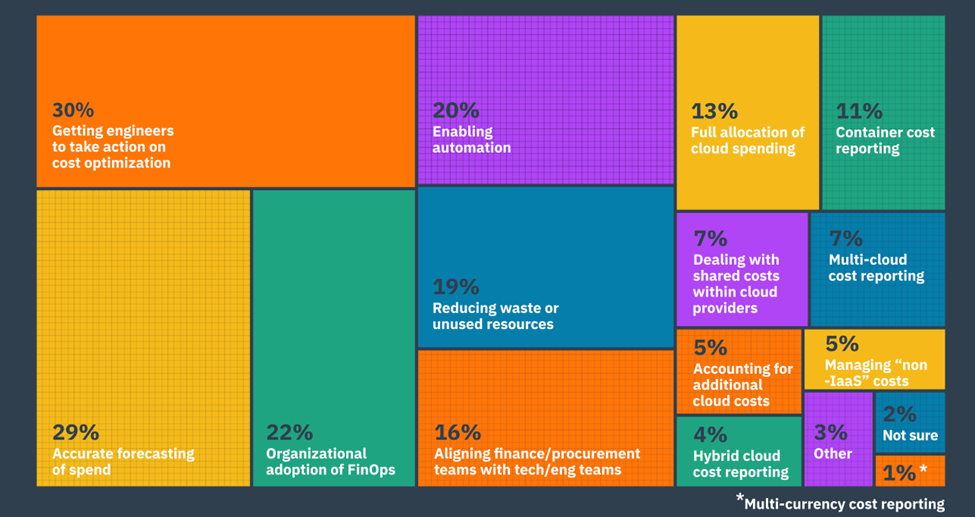 30%
Getting engineers
to take action on
cost optimization
20%
Enabling
automation
13%
Full allocation of
cloud spending
11%
Container cost
reporting
29%
Accurate forecasting
of spend
22%
Organizational
adoption of FinOps
19%
Reducing waste or
unused resources
16%
Aligning finance/procurement
teams with tech/eng teams
7%
Dealing with
shared costs
within cloud
providers
7%
Multi-cloud
cost reporting
5%
Accounting for
additional
cloud costs
5%
Managing “non
-IaaS” costs
4%
Hybrid cloud
cost reporting
3%
Other
2%
Not sure
1%*
*Multi-currency cost reporting